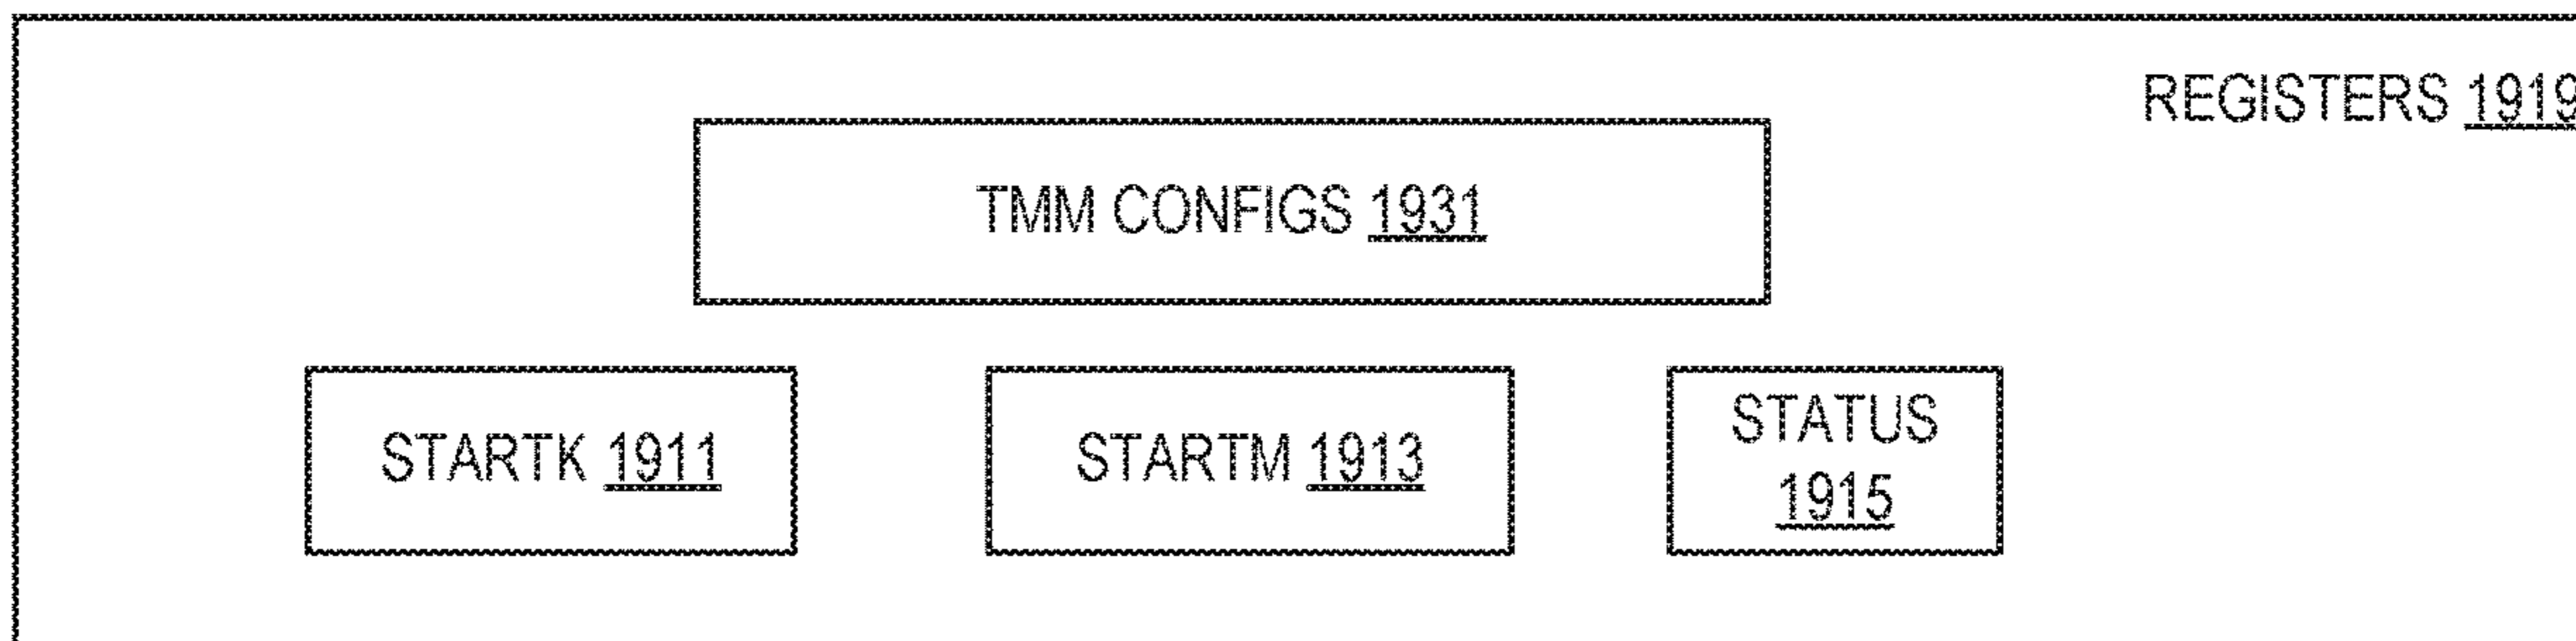 REGISTERS 1919
TMM CONFIGS 1931
STARTK 1911
STARTM 1913
STATUS
1915